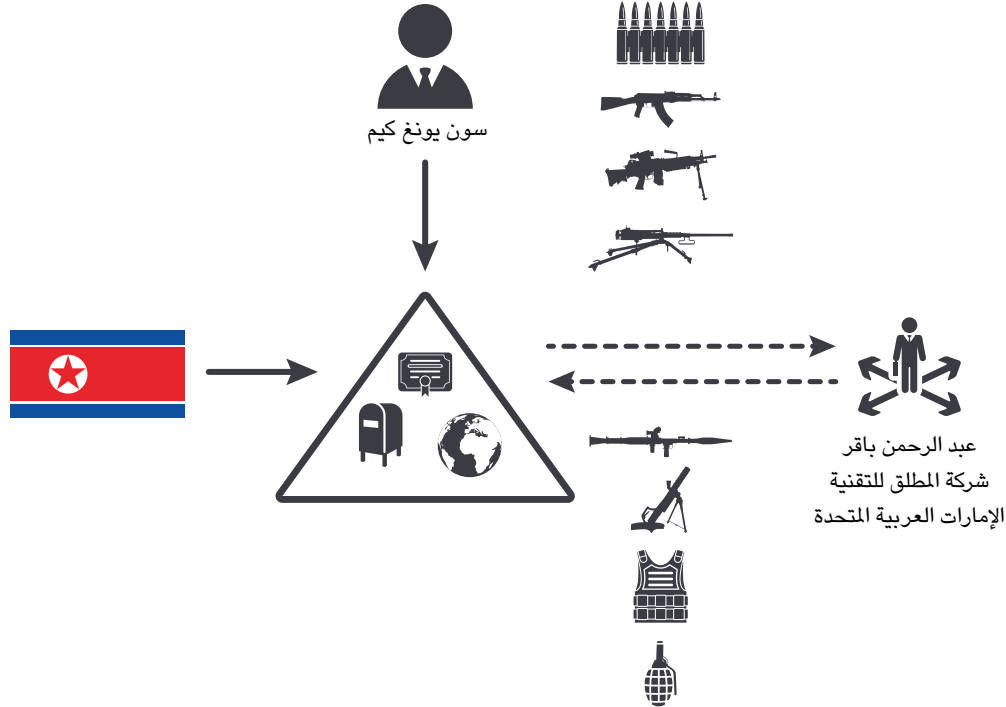 سون يونغ كيم
عبد الرحمن باقر
شركة المطلق للتقنية
الإمارات العربية المتحدة